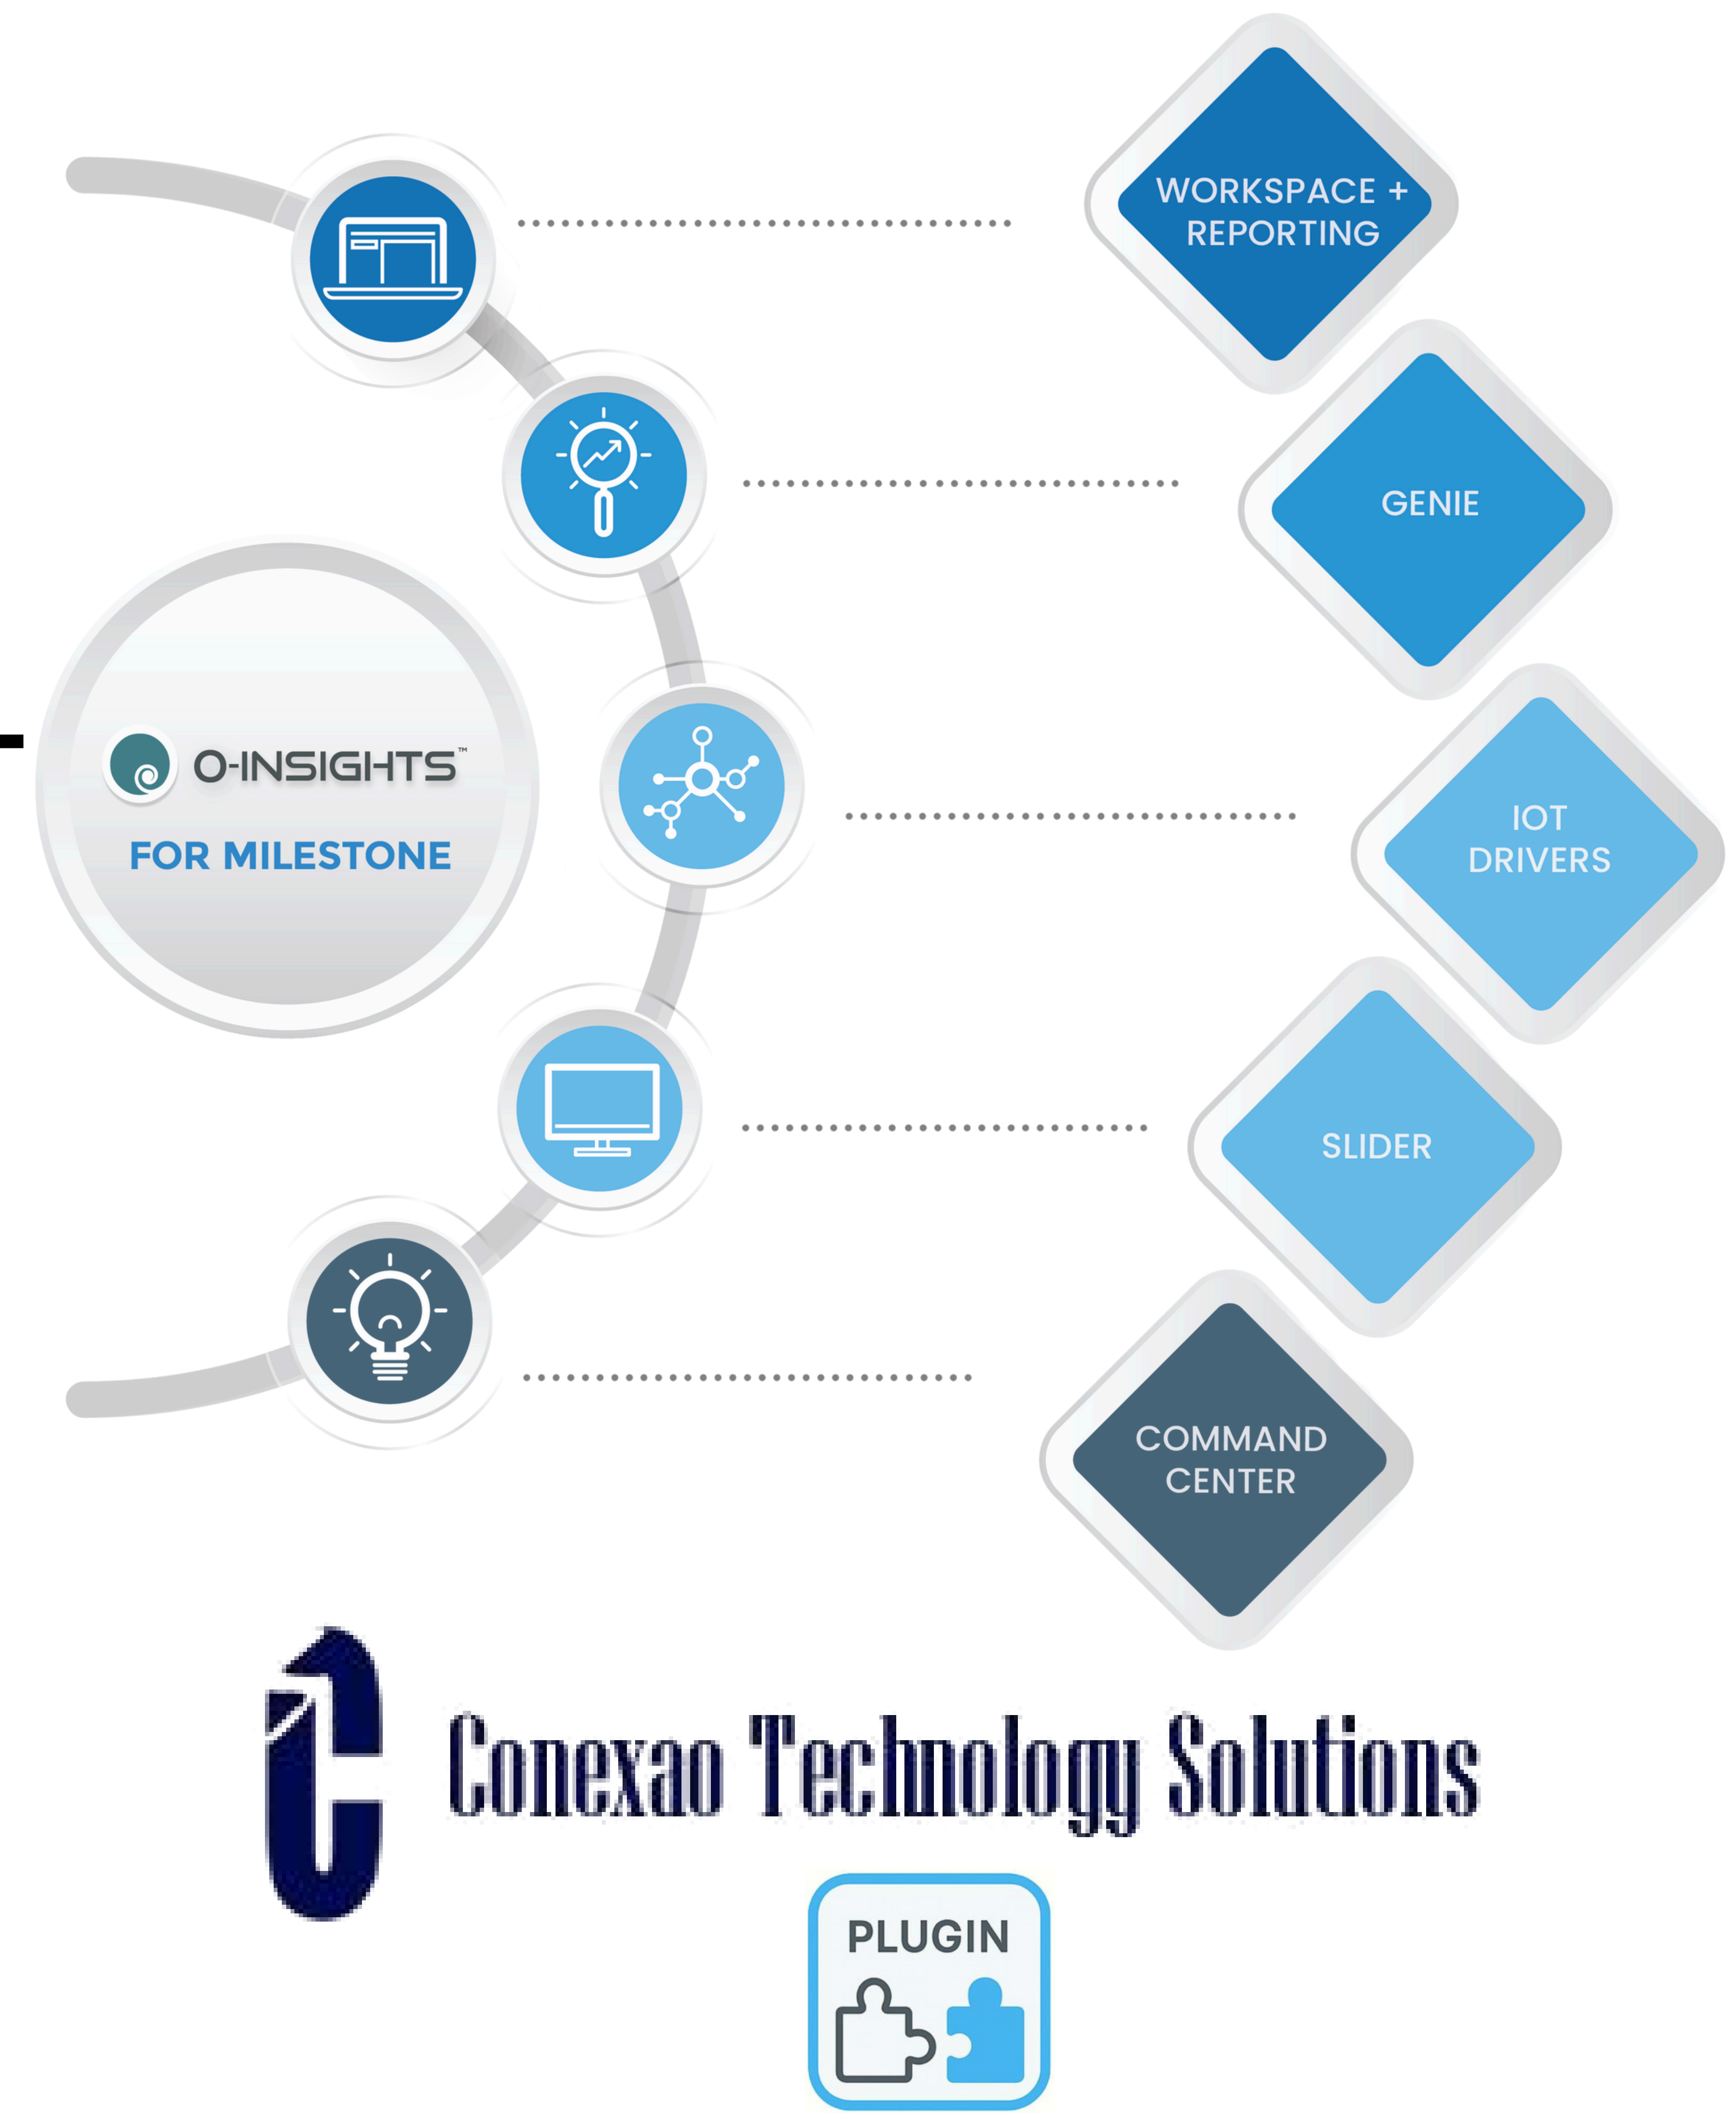 WORKSPACE +
REPORTING
GENIE
O-INSIGHTS™
FOR MILESTONE
IOT
DRIVERS
SLIDER
COMMAND
CENTER
Conexao Technology Solutions
PLUGIN